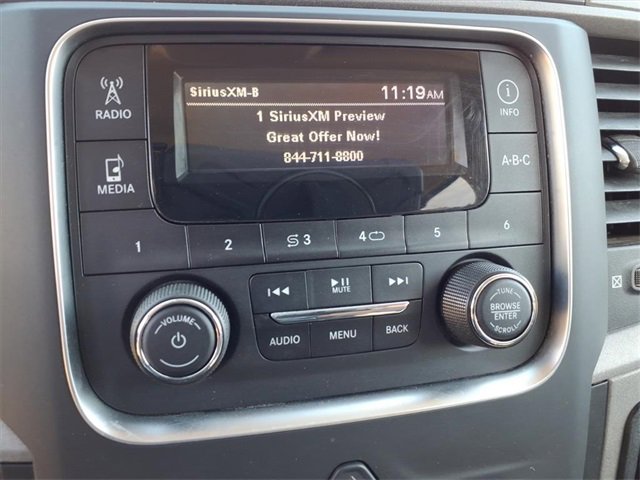 SiriusXM-B 11:19AM
1 SiriusXM Preview
Great Offer Now!
844-711-8800
RADIO
INFO
MEDIA
A-B-C
1 2 3 4 5 6
MUTE
AUDIO MENU BACK
VOLUME
TUNE
BROWSE
ENTER
SCROLL